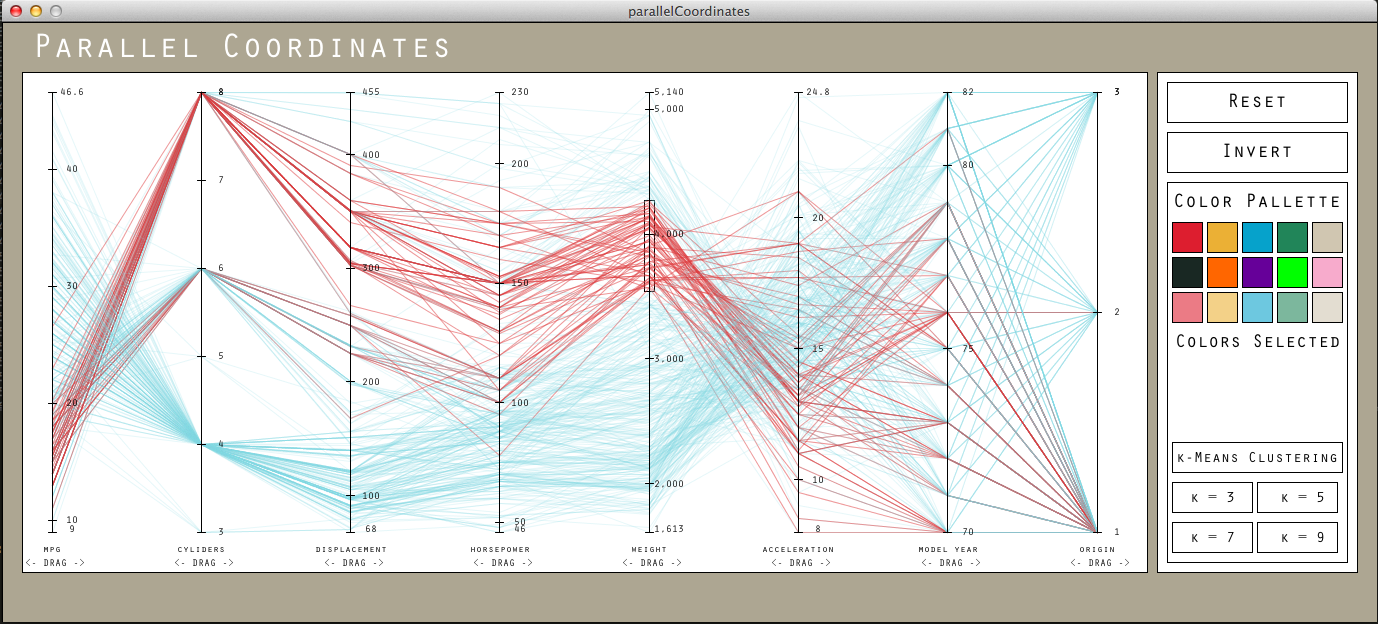 parallelCoordinates
Parallel Coordinates
46.6 8 455 230 5,140 24.8 82 3
5,000
400
200
40 80
7
20
4,000
6 300
30 150
2
15 75
5 3,000
200
20 100
4
10
2,000
100
10 50
9 3 68 46 1,613 8 70 1
MPG CYLIDERS DISPLACEMENT HORSEPOWER WEIGHT ACCELERATION MODEL YEAR ORIGIN
<- DRAG -> <- DRAG -> <- DRAG -> <- DRAG -> <- DRAG -> <- DRAG -> <- DRAG -> <- DRAG ->
Reset
Invert
Color Pallette
Colors Selected
k-Means Clustering
k = 3 k = 5
k = 7 k = 9